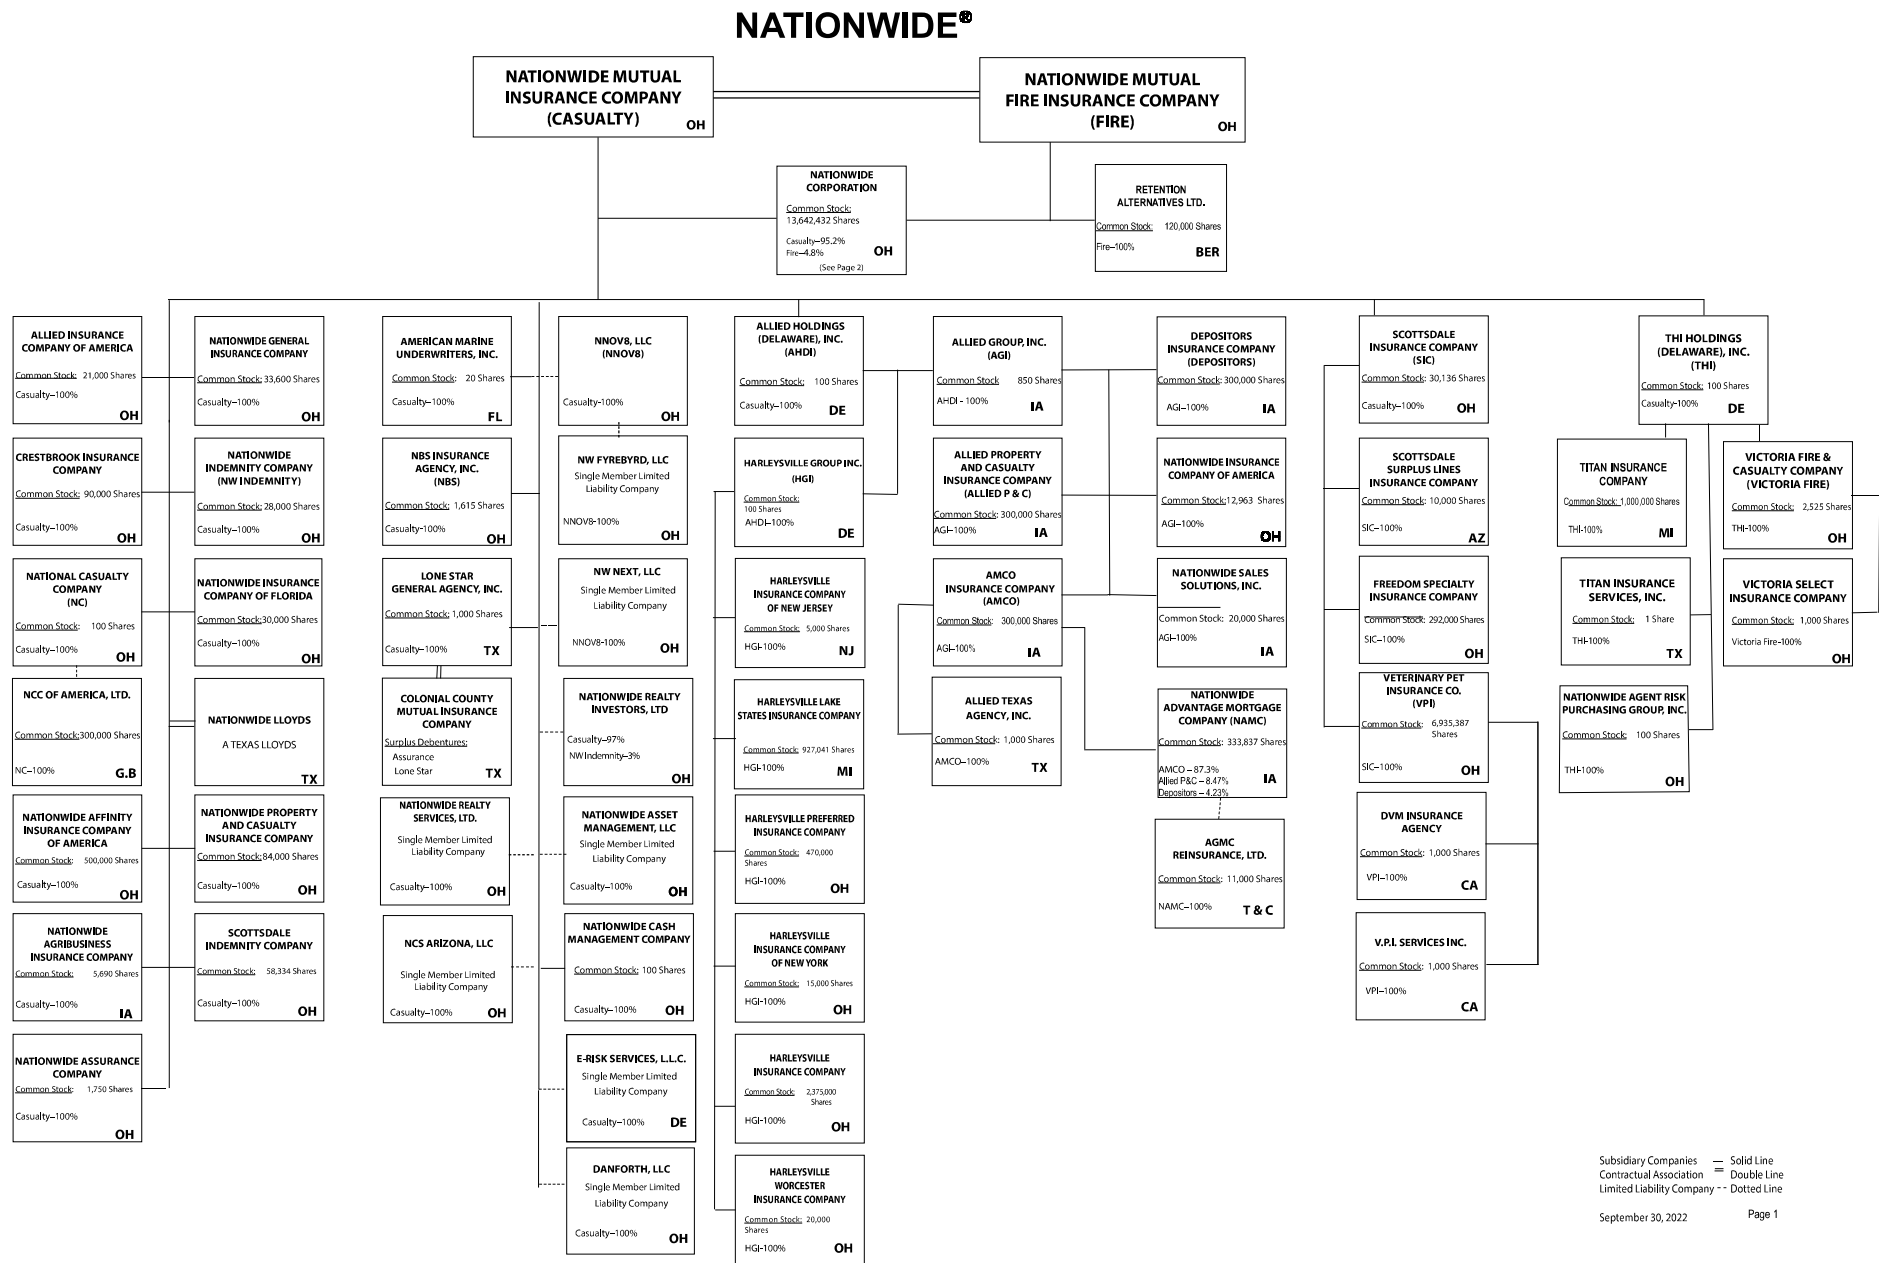 NATIONWIDE®
NATIONWIDE MUTUAL
INSURANCE COMPANY
(CASUALTY)
OH
NATIONWIDE MUTUAL
FIRE INSURANCE COMPANY
(FIRE)
OH
NATIONWIDE
CORPORATION
Common Stock:
13,642,432 Shares
Casualty–95.2%
Fire–4.8%
OH
(See Page 2)
RETENTION
ALTERNATIVES LTD.
Common Stock: 120,000 Shares
Fire–100%
BER
ALLIED INSURANCE
COMPANY OF AMERICA
Common Stock: 21,000 Shares
Casualty–100%
OH
NATIONWIDE GENERAL
INSURANCE COMPANY
Common Stock: 33,600 Shares
Casualty–100%
OH
AMERICAN MARINE
UNDERWRITERS, INC.
Common Stock: 20 Shares
Casualty–100%
FL
NNOV8, LLC
(NNOV8)
Casualty-100%
OH
ALLIED HOLDINGS
(DELAWARE), INC.
(AHDI)
Common Stock: 100 Shares
Casualty–100%
DE
ALLIED GROUP, INC.
(AGI)
Common Stock 850 Shares
AHDI - 100%
IA
DEPOSITORS
INSURANCE COMPANY
(DEPOSITORS)
Common Stock: 300,000 Shares
AGI–100%
IA
SCOTTSDALE
INSURANCE COMPANY
(SIC)
Common Stock: 30,136 Shares
Casualty–100%
OH
THI HOLDINGS
(DELAWARE), INC.
(THI)
Common Stock: 100 Shares
Casualty-100%
DE
CRESTBROOK INSURANCE
COMPANY
Common Stock: 90,000 Shares
Casualty–100%
OH
NATIONWIDE
INDEMNITY COMPANY
(NW INDEMNITY)
Common Stock: 28,000 Shares
Casualty–100%
OH
NBS INSURANCE
AGENCY, INC.
(NBS)
Common Stock: 1,615 Shares
Casualty-100%
OH
NW FYREBYRD, LLC
Single Member Limited
Liability Company
NNOV8-100%
OH
HARLEYSVILLE GROUP INC.
(HGI)
Common Stock:
100 Shares
AHDI–100%
DE
ALLIED PROPERTY
AND CASUALTY
INSURANCE COMPANY
(ALLIED P & C)
Common Stock: 300,000 Shares
AGI–100%
IA
NATIONWIDE INSURANCE
COMPANY OF AMERICA
Common Stock:12,963 Shares
AGI–100%
OH
SCOTTSDALE
SURPLUS LINES
INSURANCE COMPANY
Common Stock: 10,000 Shares
SIC-100%
AZ
TITAN INSURANCE
COMPANY
Common Stock: 1,000,000 Shares
THI-100%
MI
VICTORIA FIRE &
CASUALTY COMPANY
(VICTORIA FIRE)
Common Stock: 2,525 Shares
THI-100%
OH
NATIONAL CASUALTY
COMPANY
(NC)
Common Stock: 100 Shares
Casualty–100%
OH
NATIONWIDE INSURANCE
COMPANY OF FLORIDA
Common Stock:30,000 Shares
Casualty–100%
OH
LONE STAR
GENERAL AGENCY, INC.
Common Stock: 1,000 Shares
Casualty–100%
TX
NW NEXT, LLC
Single Member Limited
Liability Company
NNOV8-100%
OH
HARLEYSVILLE
INSURANCE COMPANY
OF NEW JERSEY
Common Stock: 5,000 Shares
HGI-100%
NJ
AMCO
INSURANCE COMPANY
(AMCO)
Common Stock: 300,000 Shares
AGI–100%
IA
NATIONWIDE SALES
SOLUTIONS, INC.
Common Stock: 20,000 Shares
AGI–100%
IA
FREEDOM SPECIALTY
INSURANCE COMPANY
Common Stock: 292,000 Shares
SIC–100%
OH
TITAN INSURANCE
SERVICES, INC.
Common Stock: 1 Share
THI-100%
TX
VICTORIA SELECT
INSURANCE COMPANY
Common Stock: 1,000 Shares
Victoria Fire–100%
OH
NCC OF AMERICA, LTD.
Common Stock:300,000 Shares
NC–100%
G.B
NATIONWIDE LLOYDS
A TEXAS LLOYDS
TX
COLONIAL COUNTY
MUTUAL INSURANCE
COMPANY
Surplus Debentures:
Assurance
Lone Star
TX
NATIONWIDE REALTY
INVESTORS, LTD
Casualty–97%
NW Indemnity–3%
OH
HARLEYSVILLE LAKE
STATES INSURANCE COMPANY
Common Stock: 927,041 Shares
HGI-100%
MI
ALLIED TEXAS
AGENCY, INC.
Common Stock: 1,000 Shares
AMCO–100%
TX
NATIONWIDE
ADVANTAGE MORTGAGE
COMPANY (NAMC)
Common Stock: 333,837 Shares
AMCO – 87.3%
Allied P&C – 8.47%
Depositors – 4.23%
IA
VETERINARY PET
INSURANCE CO.
(VPI)
Common Stock: 6,935,387
Shares
SIC–100%
OH
NATIONWIDE AGENT RISK
PURCHASING GROUP, INC.
Common Stock: 100 Shares
THI-100%
OH
NATIONWIDE AFFINITY
INSURANCE COMPANY
OF AMERICA
Common Stock: 500,000 Shares
Casualty–100%
OH
NATIONWIDE PROPERTY
AND CASUALTY
INSURANCE COMPANY
Common Stock:84,000 Shares
Casualty–100%
OH
NATIONWIDE REALTY
SERVICES, LTD.
Single Member Limited
Liability Company
Casualty–100%
OH
NATIONWIDE ASSET
MANAGEMENT, LLC
Single Member Limited
Liability Company
Casualty–100%
OH
HARLEYSVILLE PREFERRED
INSURANCE COMPANY
Common Stock: 470,000
Shares
HGI-100%
OH
AGMC
REINSURANCE, LTD.
Common Stock: 11,000 Shares
NAMC–100%
T & C
DVM INSURANCE
AGENCY
Common Stock: 1,000 Shares
VPI–100%
CA
NATIONWIDE
AGRIBUSINESS
INSURANCE COMPANY
Common Stock: 5,690 Shares
Casualty–100%
IA
SCOTTSDALE
INDEMNITY COMPANY
Common Stock: 58,334 Shares
Casualty–100%
OH
NCS ARIZONA, LLC
Single Member Limited
Liability Company
Casualty–100%
OH
NATIONWIDE CASH
MANAGEMENT COMPANY
Common Stock: 100 Shares
Casualty–100%
OH
HARLEYSVILLE
INSURANCE COMPANY
OF NEW YORK
Common Stock: 15,000 Shares
HGI-100%
OH
V.P.I. SERVICES INC.
Common Stock: 1,000 Shares
VPI–100%
CA
NATIONWIDE ASSURANCE
COMPANY
Common Stock: 1,750 Shares
Casualty–100%
OH
E-RISK SERVICES, L.L.C.
Single Member Limited
Liability Company
Casualty–100%
DE
HARLEYSVILLE
INSURANCE COMPANY
Common Stock: 2,375,000
Shares
HGI-100%
OH
DANFORTH, LLC
Single Member Limited
Liability Company
Casualty–100%
OH
HARLEYSVILLE
WORCESTER
INSURANCE COMPANY
Common Stock: 20,000
Shares
HGI-100%
OH
Subsidiary Companies — Solid Line
Contractual Association = Double Line
Limited Liability Company -- Dotted Line
September 30, 2022 Page 1